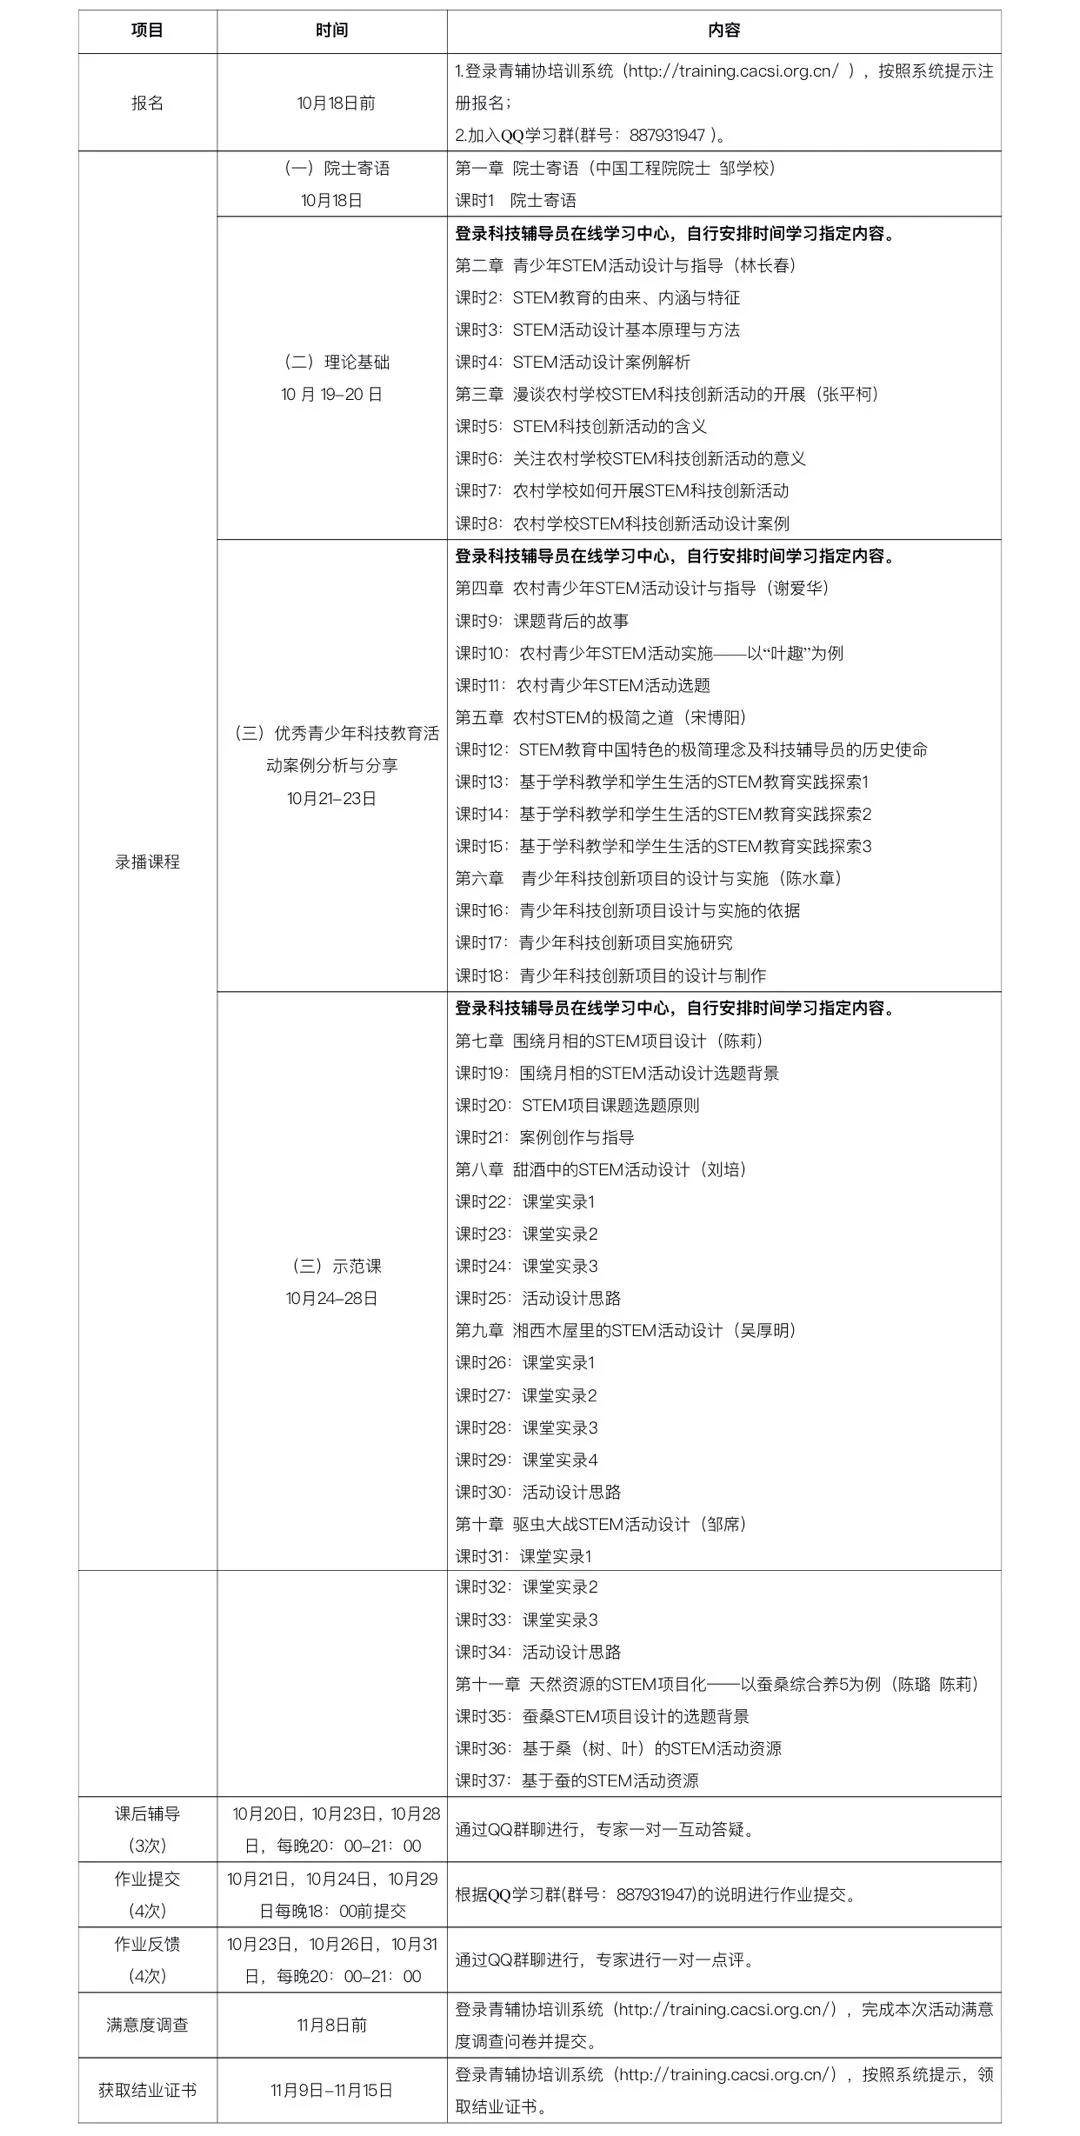 项目
时间
内容
报名
10月18日前
1.登录青辅协培训系统（http://training.cacsi.org.cn/ ），按照系统提示注
册报名；
2.加入QQ学习群(群号：887931947 )。
录播课程
（一）院士寄语
10月18日
第一章 院士寄语（中国工程院院士 邹学校）
课时1 院士寄语
（二）理论基础
10 月 19-20 日
登录科技辅导员在线学习中心，自行安排时间学习指定内容。
第二章 青少年STEM活动设计与指导（林长春）
课时2：STEM教育的由来、内涵与特征
课时3：STEM活动设计基本原理与方法
课时4：STEM活动设计案例解析
第三章 漫谈农村学校STEM科技创新活动的开展（张平柯）
课时5：STEM科技创新活动的含义
课时6：关注农村学校STEM科技创新活动的意义
课时7：农村学校如何开展STEM科技创新活动
课时8：农村学校STEM科技创新活动设计案例
（三）优秀青少年科技教育活
动案例分析与分享
10月21-23日
登录科技辅导员在线学习中心，自行安排时间学习指定内容。
第四章 农村青少年STEM活动设计与指导（谢爱华）
课时9：课题背后的故事
课时10：农村青少年STEM活动实施——以“叶趣”为例
课时11：农村青少年STEM活动选题
第五章 农村STEM的极简之道（宋博阳）
课时12：STEM教育中国特色的极简理念及科技辅导员的历史使命
课时13：基于学科教学和学生生活的STEM教育实践探索1
课时14：基于学科教学和学生生活的STEM教育实践探索2
课时15：基于学科教学和学生生活的STEM教育实践探索3
第六章 青少年科技创新项目的设计与实施（陈水章）
课时16：青少年科技创新项目设计与实施的依据
课时17：青少年科技创新项目实施研究
课时18：青少年科技创新项目的设计与制作
（三）示范课
10月24-28日
登录科技辅导员在线学习中心，自行安排时间学习指定内容。
第七章 围绕月相的STEM项目设计（陈莉）
课时19：围绕月相的STEM活动设计选题背景
课时20：STEM项目课题选题原则
课时21：案例创作与指导
第八章 甜酒中的STEM活动设计（刘培）
课时22：课堂实录1
课时23：课堂实录2
课时24：课堂实录3
课时25：活动设计思路
第九章 湘西木屋里的STEM活动设计（吴厚明）
课时26：课堂实录1
课时27：课堂实录2
课时28：课堂实录3
课时29：课堂实录4
课时30：活动设计思路
第十章 驱虫大战STEM活动设计（邹席）
课时31：课堂实录1
课时32：课堂实录2
课时33：课堂实录3
课时34：活动设计思路
第十一章 天然资源的STEM项目化——以蚕桑综合养5为例（陈璐 陈莉）
课时35：蚕桑STEM项目设计的选题背景
课时36：基于桑（树、叶）的STEM活动资源
课时37：基于蚕的STEM活动资源
课后辅导
（3次）
10月20日，10月23日，10月28
日，每晚20：00-21：00
通过QQ群聊进行，专家一对一互动答疑。
作业提交
（4次）
10月21日，10月24日，10月29
日每晚18：00前提交
根据QQ学习群(群号：887931947)的说明进行作业提交。
作业反馈
（4次）
10月23日，10月26日，10月31
日，每晚20：00-21：00
通过QQ群聊进行，专家进行一对一点评。
满意度调查
11月8日前
登录青辅协培训系统（http://training.cacsi.org.cn/），完成本次活动满意
度调查问卷并提交。
获取结业证书
11月9日-11月15日
登录青辅协培训系统（http://training.cacsi.org.cn/），按照系统提示，领
取结业证书。